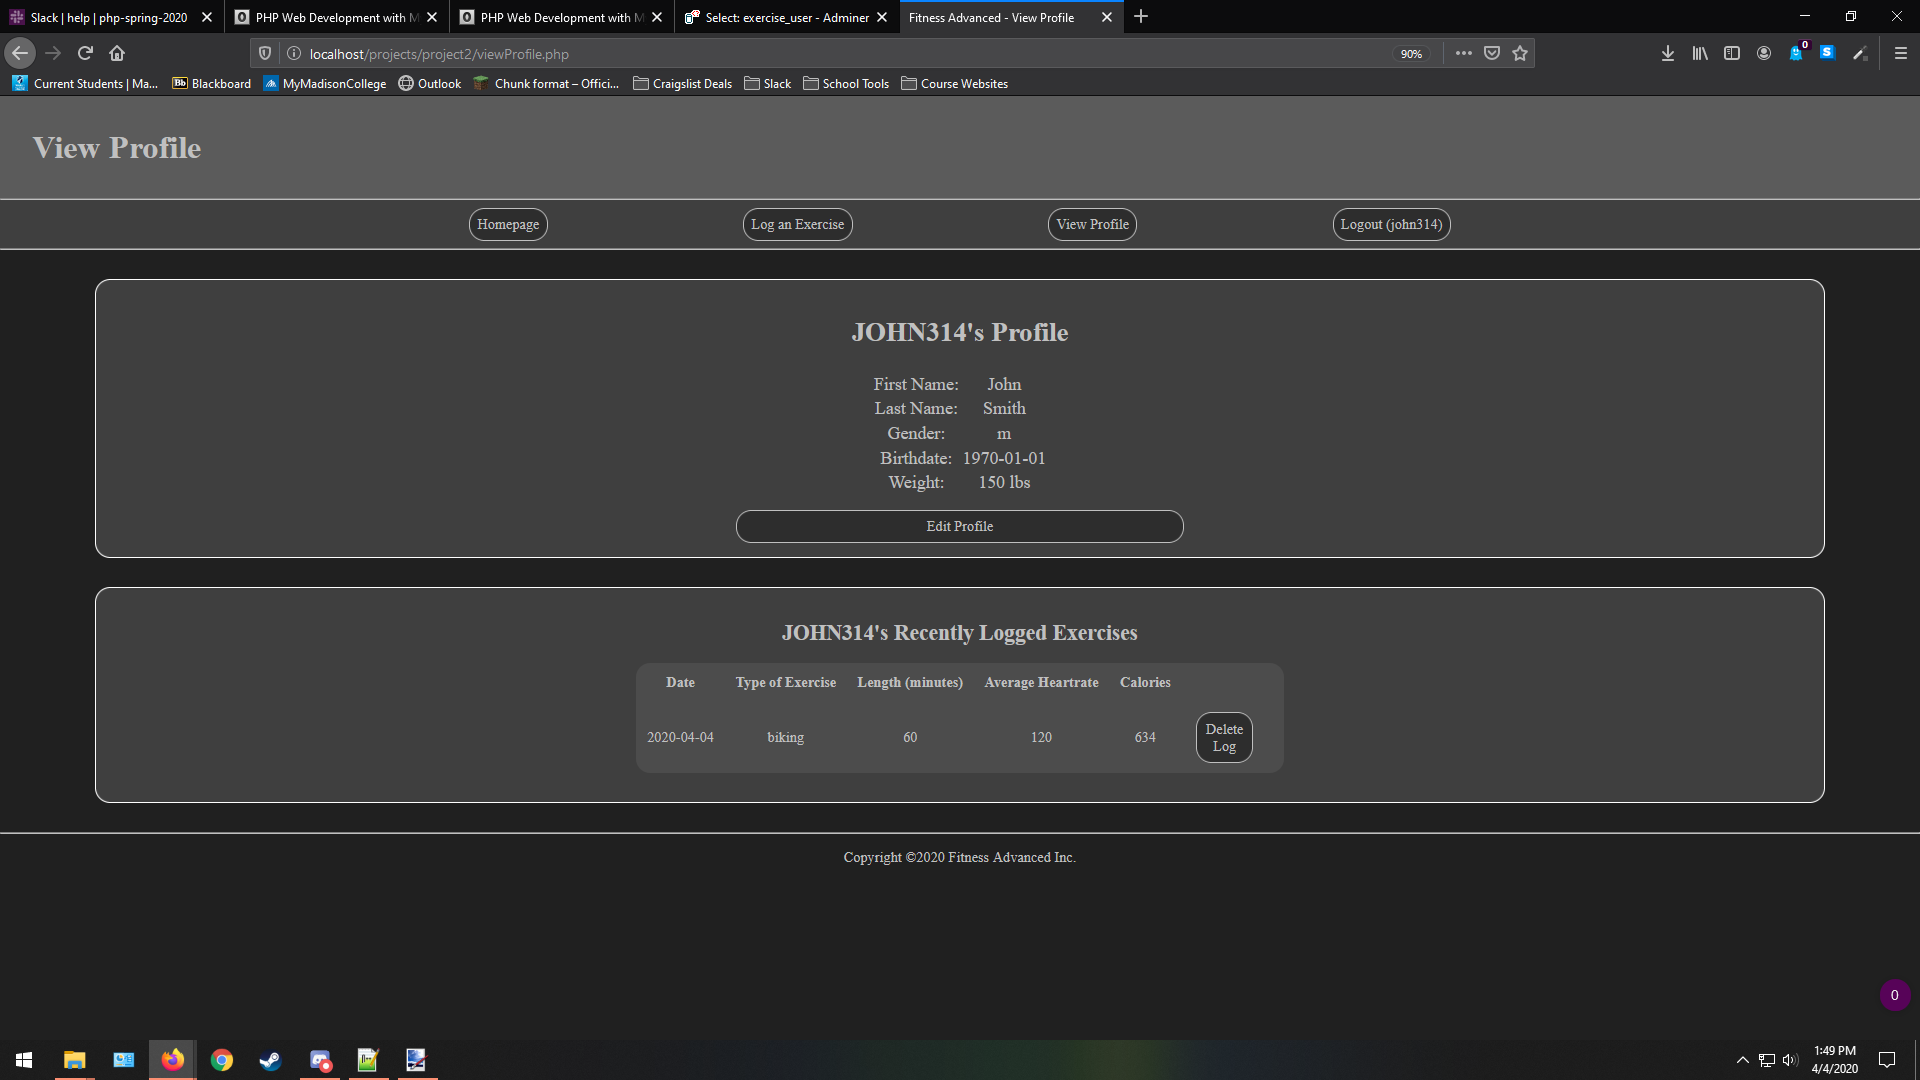 Slack | help | php-spring-2020
PHP Web Development with M
PHP Web Development with M
Select: exercise_user - Adminer
Fitness Advanced - View Profile
localhost/projects/project2/viewProfile.php
90%
0
S
Current Students | Ma...
Bb Blackboard
MyMadisonCollege
Outlook
Chunk format – Offici...
Craigslist Deals
Slack
School Tools
Course Websites
View Profile
Homepage
Log an Exercise
View Profile
Logout (john314)
JOHN314's Profile
First Name: John
Last Name: Smith
Gender: m
Birthdate: 1970-01-01
Weight: 150 lbs
Edit Profile
JOHN314's Recently Logged Exercises
Date Type of Exercise Length (minutes) Average Heartrate Calories
2020-04-04 biking 60 120 634 Delete
Log
Copyright ©2020 Fitness Advanced Inc.
0
1:49 PM
4/4/2020